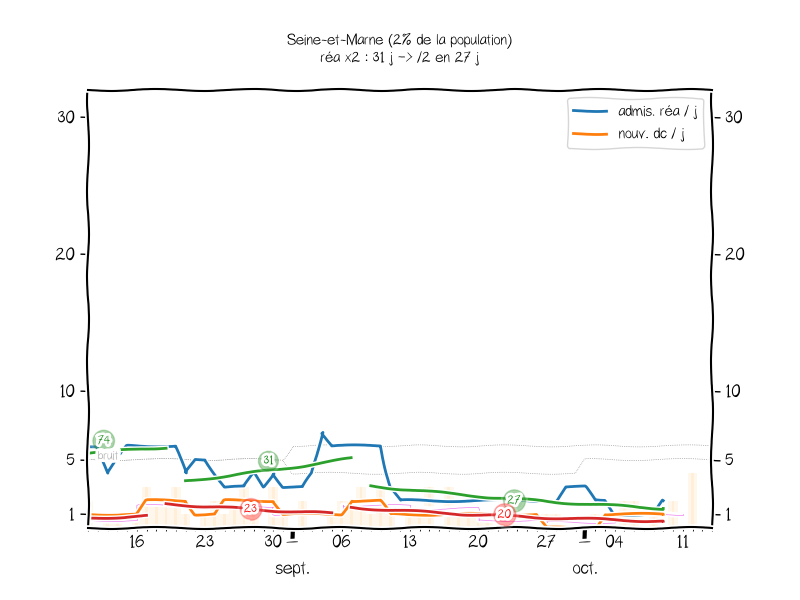 Seine-et-Marne (2% de la population)
réa x2 : 31 j -> /2 en 27 j
admis. réa / j
nouv. dc / j
30
30
20
20
10
10
5
5
1
1
74
bruit
31
23
27
20
16 23 30 06 13 20 27 04 11
sept. oct.